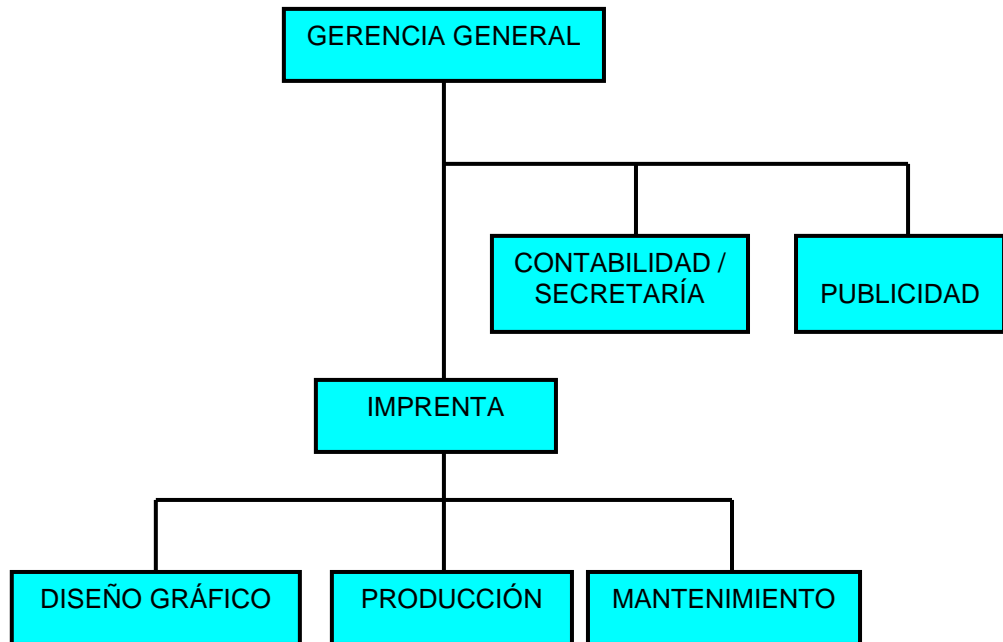 GERENCIA GENERAL
CONTABILIDAD /
SECRETARÍA
PUBLICIDAD
IMPRENTA
DISEÑO GRÁFICO
PRODUCCIÓN
MANTENIMIENTO